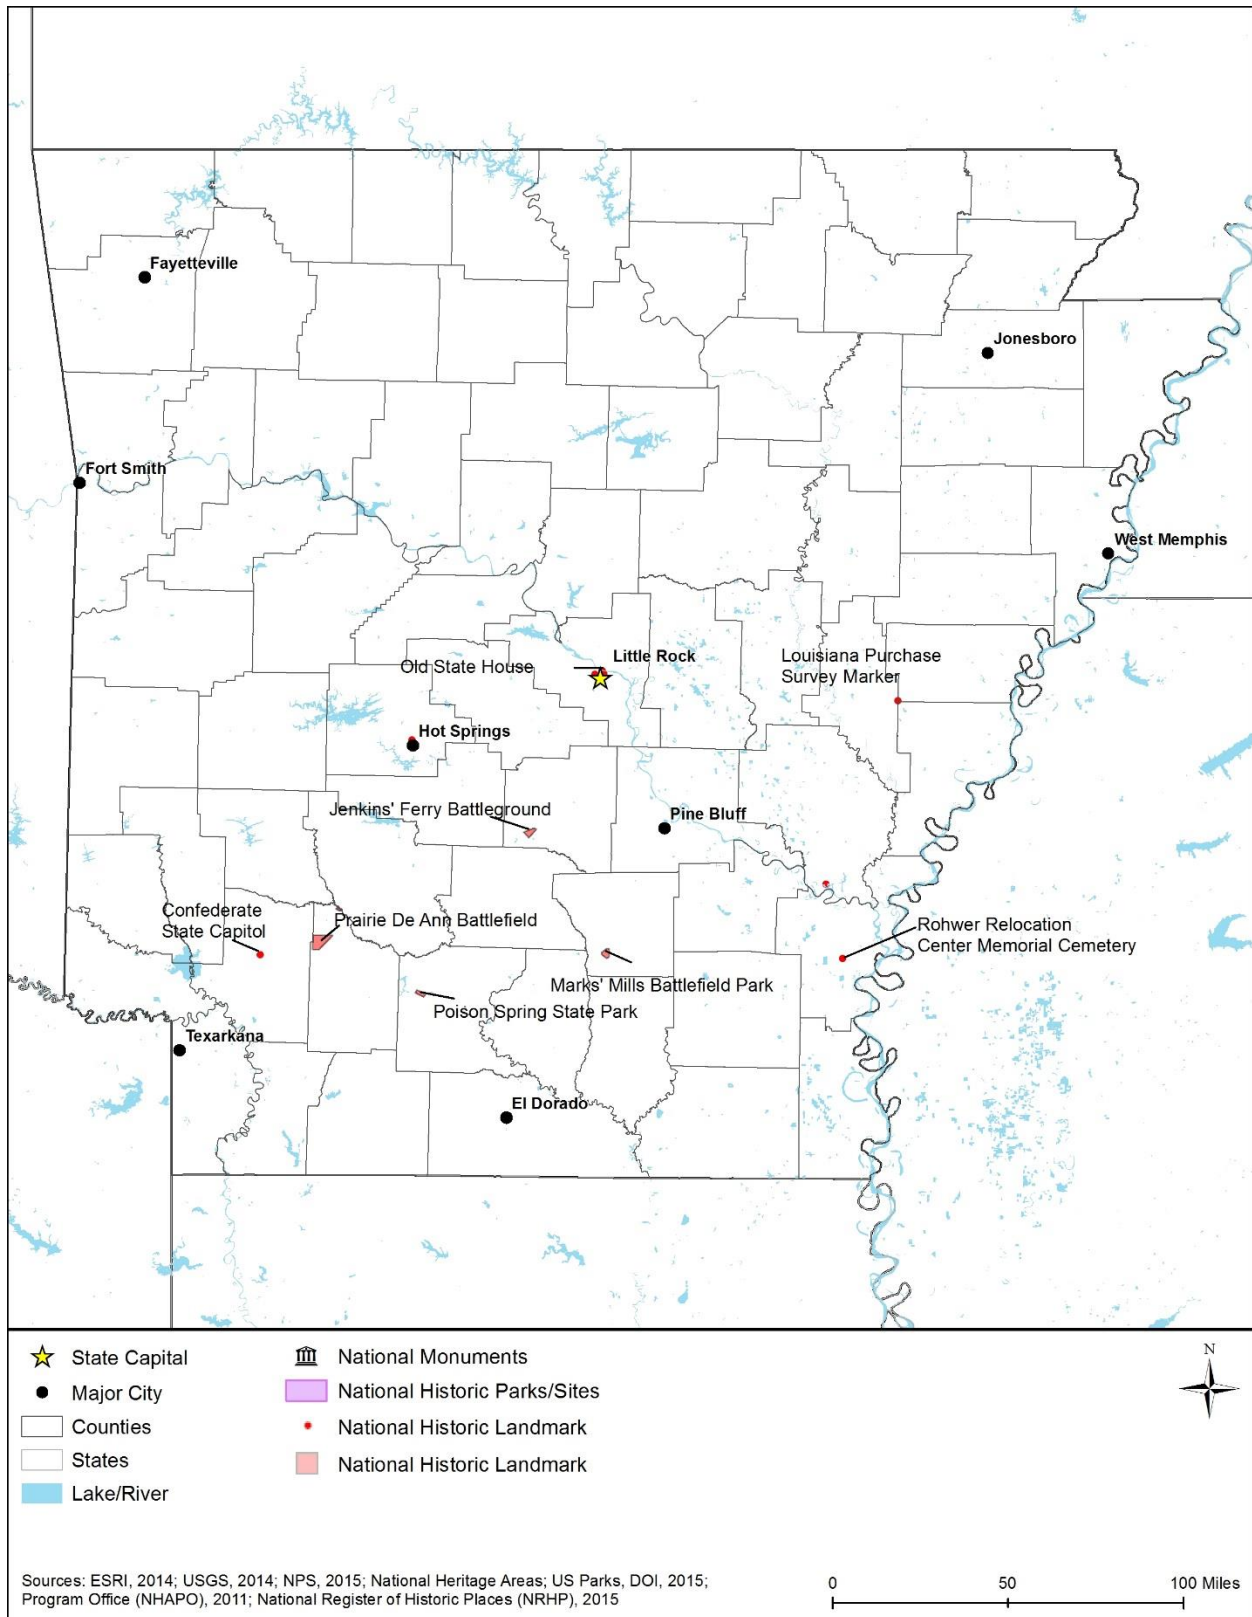 Fayetteville
Jonesboro
Fort Smith
West Memphis
Old State House
Little Rock
Louisiana Purchase
Survey Marker
Hot Springs
Jenkins' Ferry Battleground
Pine Bluff
Confederate
State Capitol
Prairie De Ann Battlefield
Rohwer Relocation
Center Memorial Cemetery
Marks' Mills Battlefield Park
Poison Spring State Park
Texarkana
El Dorado
State Capital
Major City
Counties
States
Lake/River
National Monuments
National Historic Parks/Sites
National Historic Landmark
National Historic Landmark
N
Sources: ESRI, 2014; USGS, 2014; NPS, 2015; National Heritage Areas; US Parks, DOI, 2015;
Program Office (NHAPO), 2011; National Register of Historic Places (NRHP), 2015
0 50 100 Miles